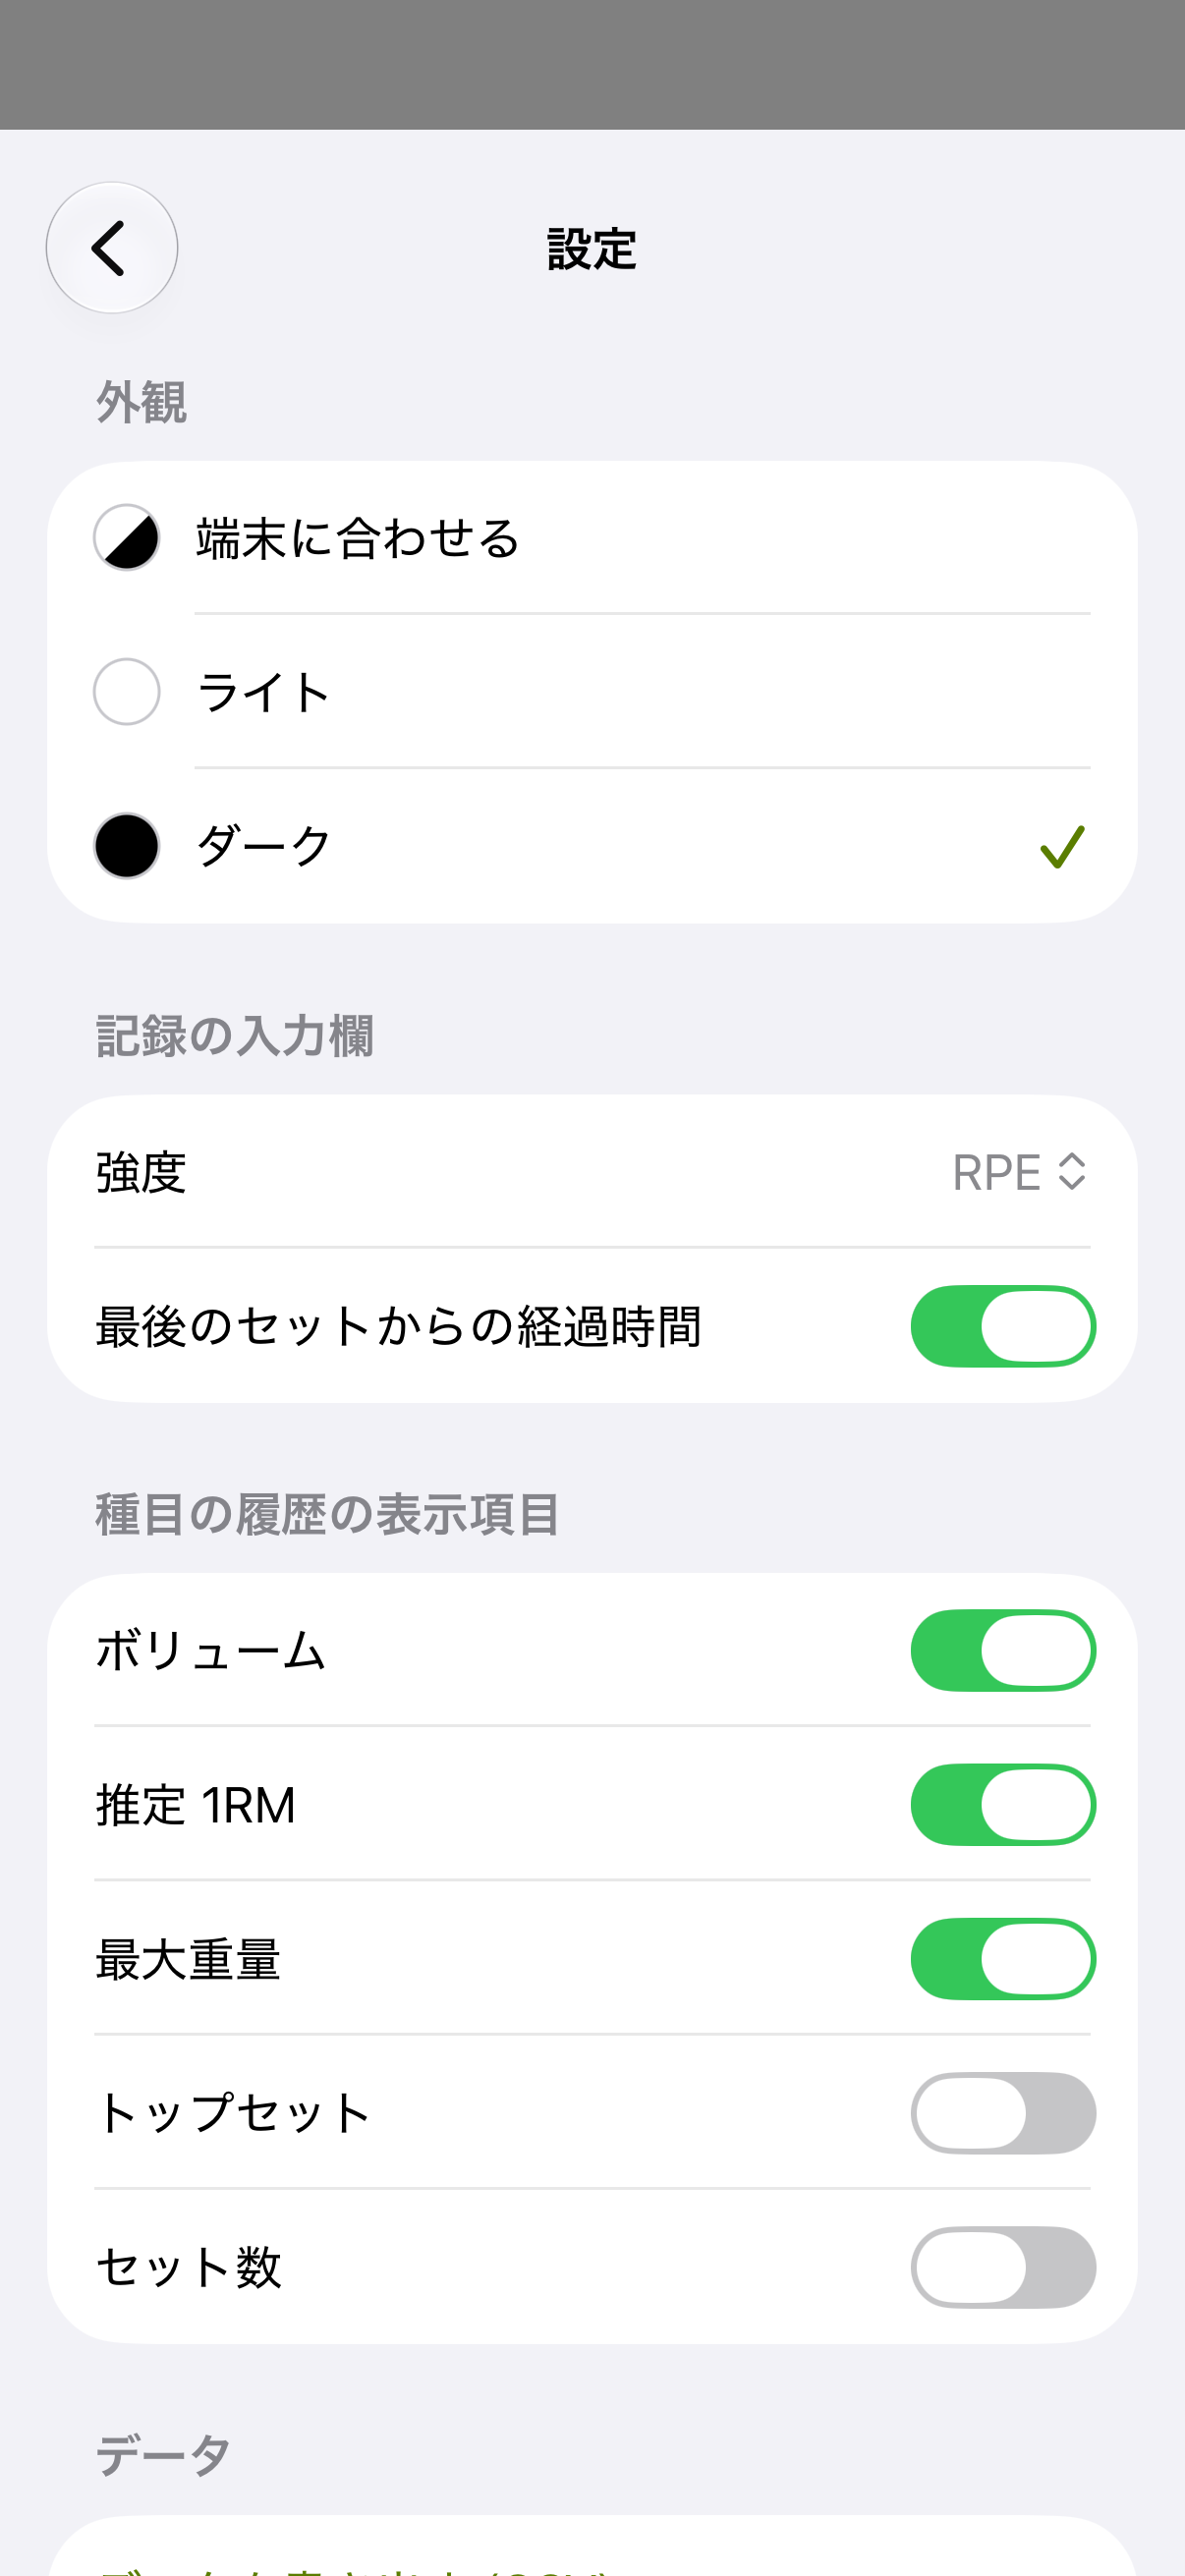 設定
外観
端末に合わせる
ライト
ダーク
記録の入力欄
強度 RPE
最後のセットからの経過時間
種目の履歴の表示項目
ボリューム
推定 1RM
最大重量
トップセット
セット数
データ